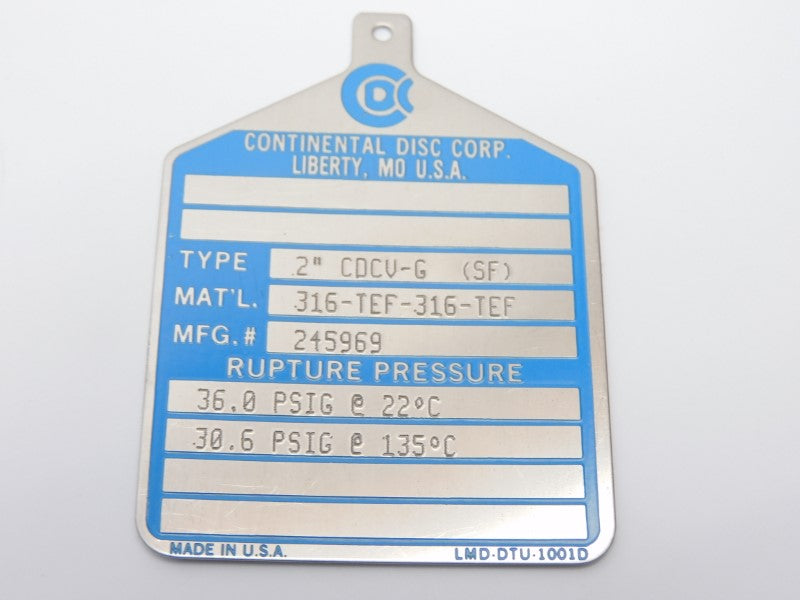 CDC
CONTINENTAL DISC CORP.
LIBERTY, MO U.S.A.
TYPE 2" CDCV-G (SF)
MAT'L. 316-TEF-316-TEF
MFG.# 245969
RUPTURE PRESSURE
36.0 PSIG @ 22°C
30.6 PSIG @ 135°C
MADE IN U.S.A. LMD·DTU·1001D